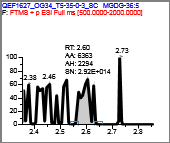 QEF1627_OG34_T5-35-0-3_SC MGDG-36:5
F: FTMS + p ESI Full ms [500.0000-2000.0000]
RT: 2.60
AA: 6363
AH: 2294
SN: 2.92E+014
2.73
2.38
2.46
100
80
60
40
20
0
2.4 2.5 2.6 2.7 2.8